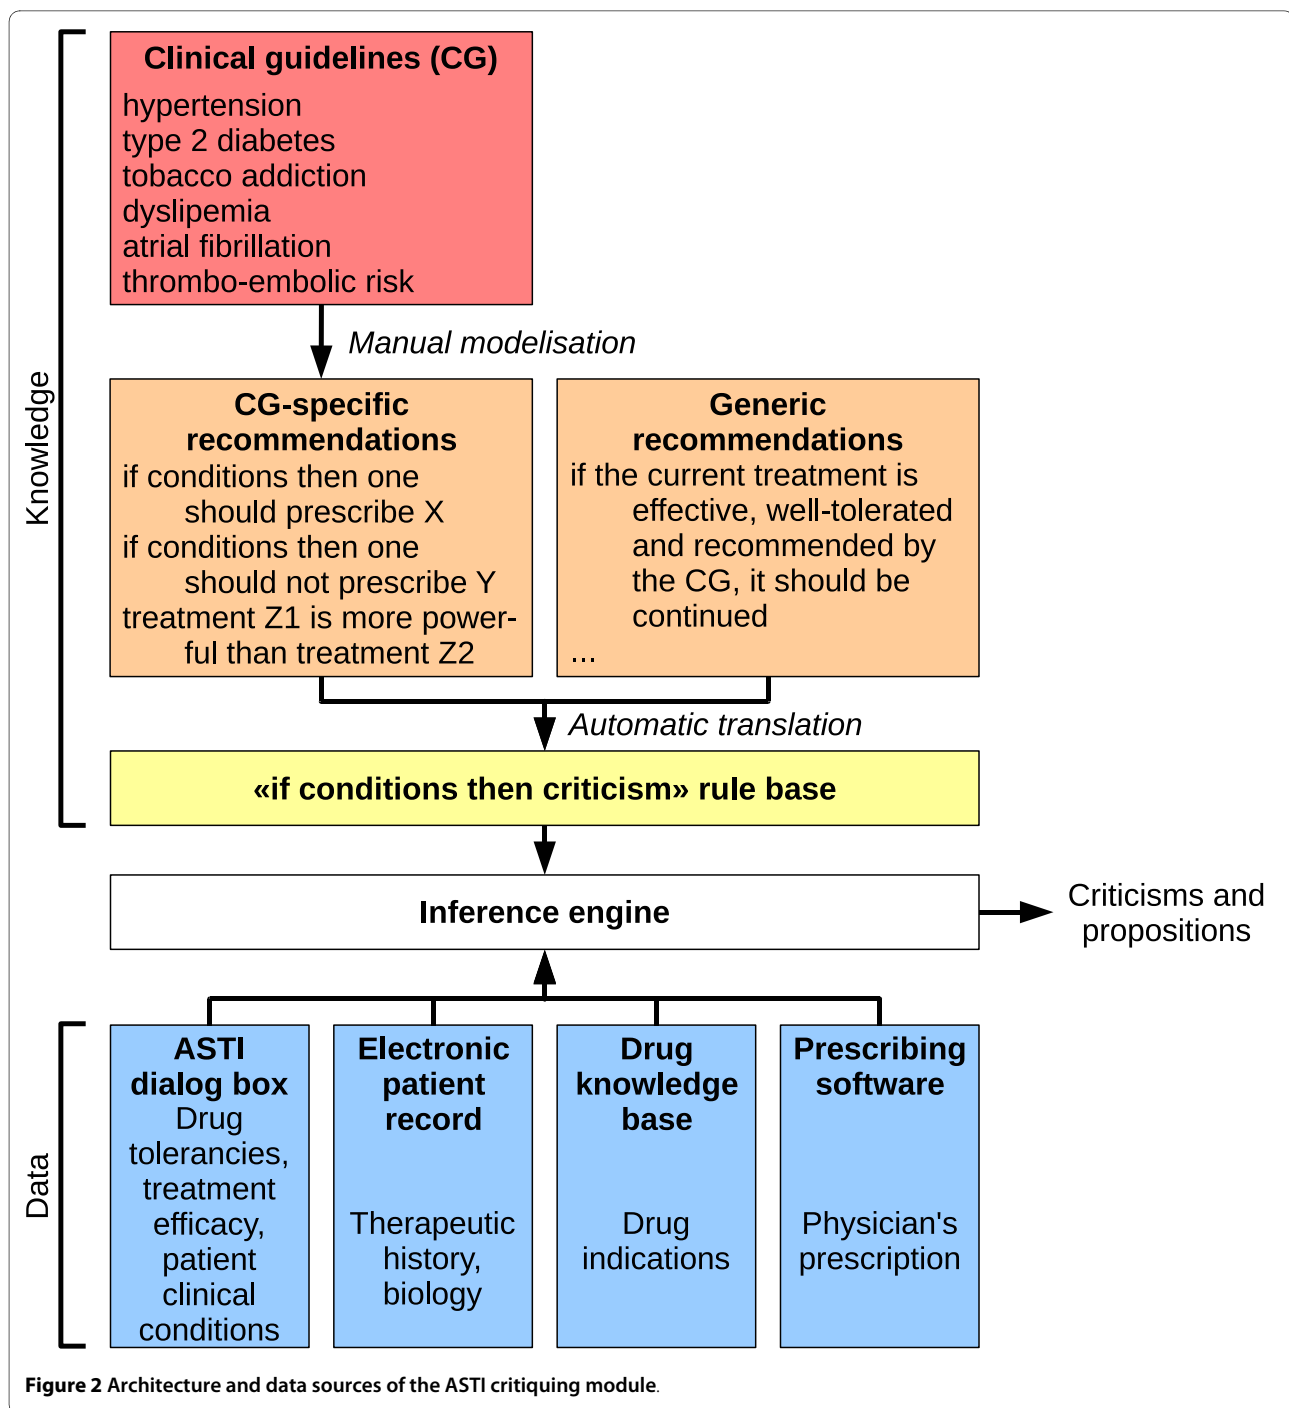 Clinical guidelines (CG)
hypertension
type 2 diabetes
tobacco addiction
dyslipemia
atrial fibrillation
thrombo-embolic risk
Manual modelisation
Knowledge
CG-specific
recommendations
if conditions then one
should prescribe X
if conditions then one
should not prescribe Y
treatment Z1 is more power-
ful than treatment Z2
Generic
recommendations
if the current treatment is
effective, well-tolerated
and recommended by
the CG, it should be
continued
...
Automatic translation
«if conditions then criticism» rule base
Inference engine
Criticisms and
propositions
Data
ASTI
dialog box
Drug
tolerancies,
treatment
efficacy,
patient
clinical
conditions
Electronic
patient
record
Therapeutic
history,
biology
Drug
knowledge
base
Drug
indications
Prescribing
software
Physician's
prescription
Figure 2 Architecture and data sources of the ASTI critiquing module.